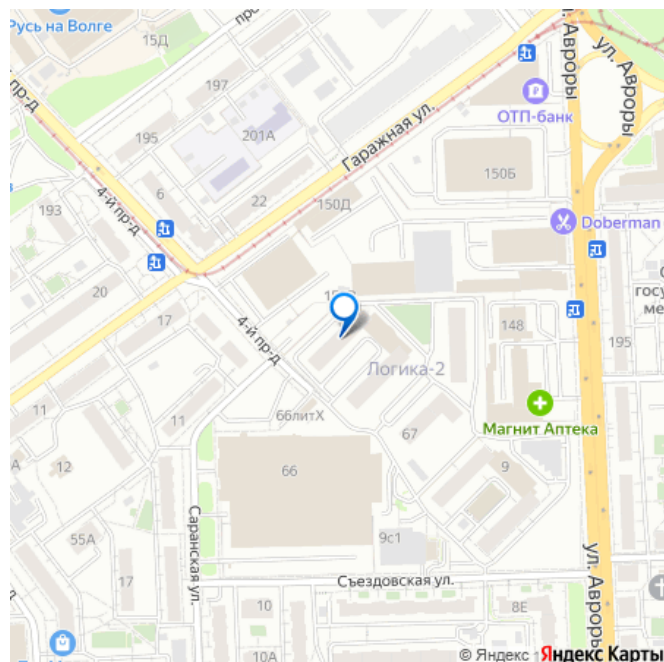 Русь на Волге
15Д
ул. Авроры
ул. Авроры
197
ОТП-банк
195
201А
Гаражная ул.
4-й пр-д
6
22
150Б
193
150Д
Doberman
20
17
4-й пр-д
148
195
Логика-2
11
11
66литХ
Магнит Аптека
67
12
66
9
Саранская ул.
55А
9с1
ул. Авроры
17
Съездовская ул.
10
8Е
10А
© Яндекс Яндекс Карты